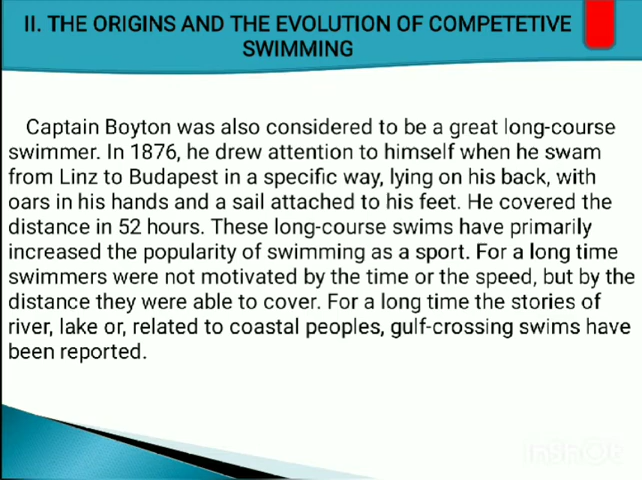 II. THE ORIGINS AND THE EVOLUTION OF COMPETETIVE
SWIMMING
Captain Boyton was also considered to be a great long-course
swimmer. In 1876, he drew attention to himself when he swam
from Linz to Budapest in a specific way, lying on his back, with
oars in his hands and a sail attached to his feet. He covered the
distance in 52 hours. These long-course swims have primarily
increased the popularity of swimming as a sport. For a long time
swimmers were not motivated by the time or the speed, but by the
distance they were able to cover. For a long time the stories of
river, lake or, related to coastal peoples, gulf-crossing swims have
been reported.